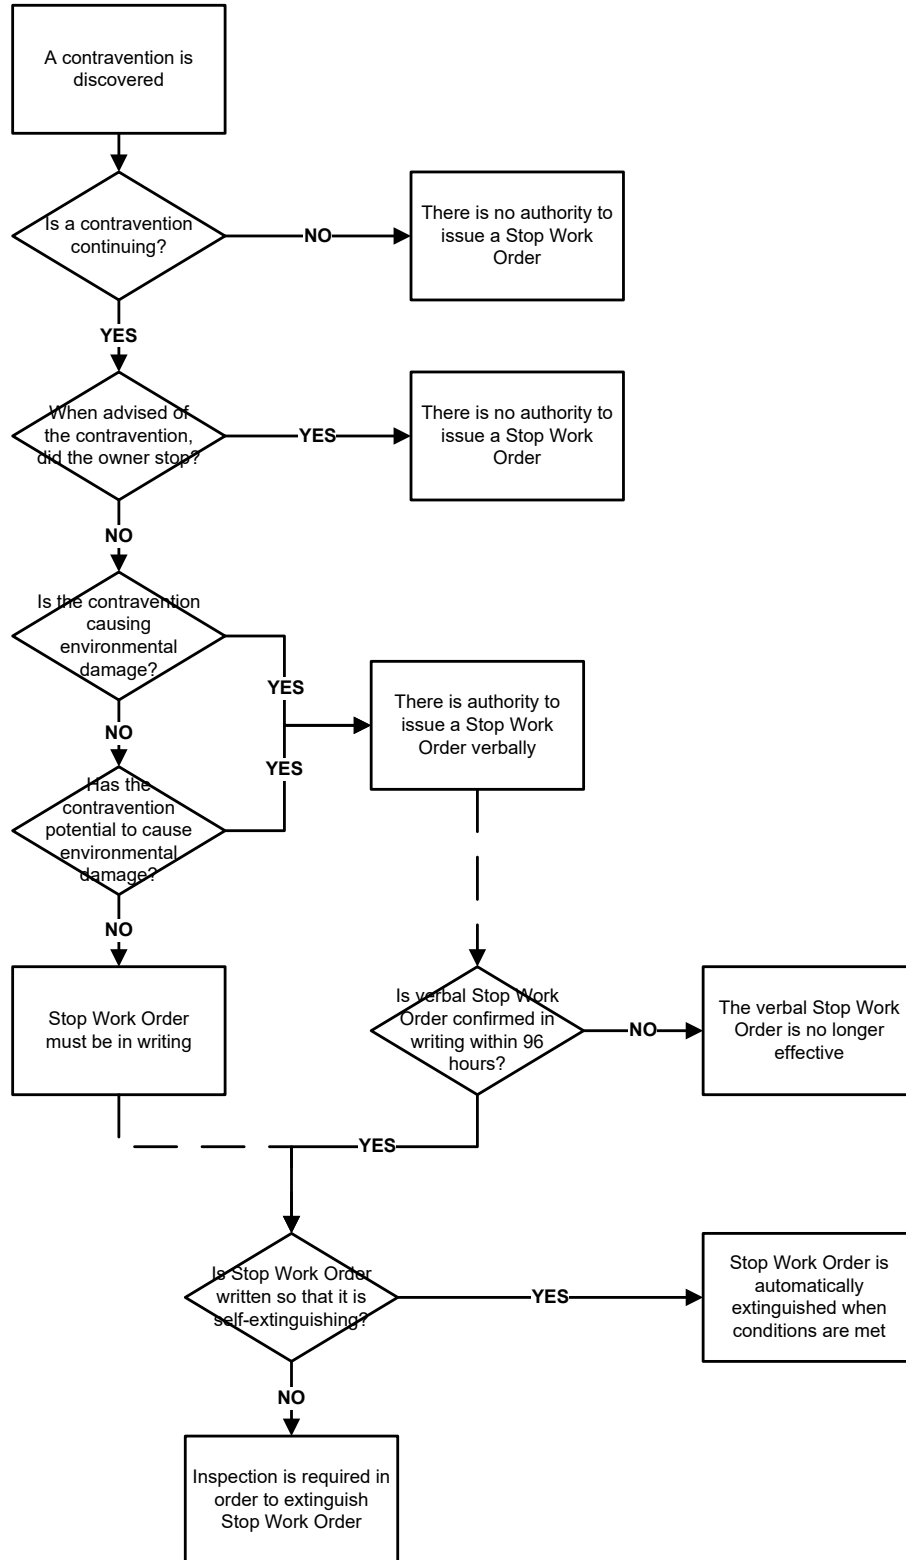 A contravention is
discovered
Is a contravention
continuing?
NO
There is no authority to
issue a Stop Work
Order
YES
When advised of
the contravention,
did the owner stop?
YES
There is no authority to
issue a Stop Work
Order
NO
Is the contravention
causing
environmental
damage?
YES
There is authority to
issue a Stop Work
Order verbally
NO
YES
Has the
contravention
potential to cause
environmental
damage?
NO
Stop Work Order
must be in writing
Is verbal Stop Work
Order confirmed in
writing within 96
hours?
NO
The verbal Stop Work
Order is no longer
effective
YES
Is Stop Work Order
written so that it is
self-extinguishing?
YES
Stop Work Order is
automatically
extinguished when
conditions are met
NO
Inspection is required in
order to extinguish
Stop Work Order